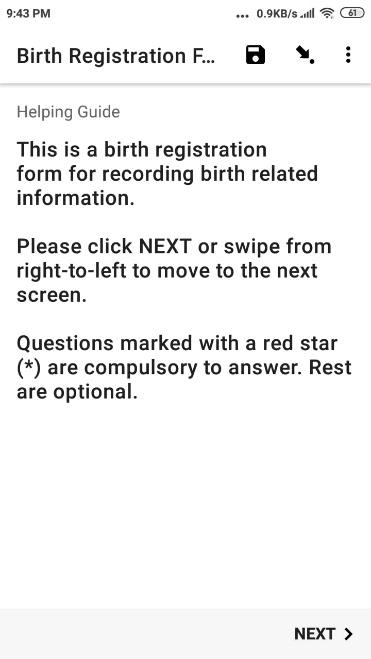 9:43 PM ... 0.9KB/s 61
Birth Registration F...
Helping Guide
This is a birth registration
form for recording birth related
information.
Please click NEXT or swipe from
right-to-left to move to the next
screen.
Questions marked with a red star
(*) are compulsory to answer. Rest
are optional.
NEXT